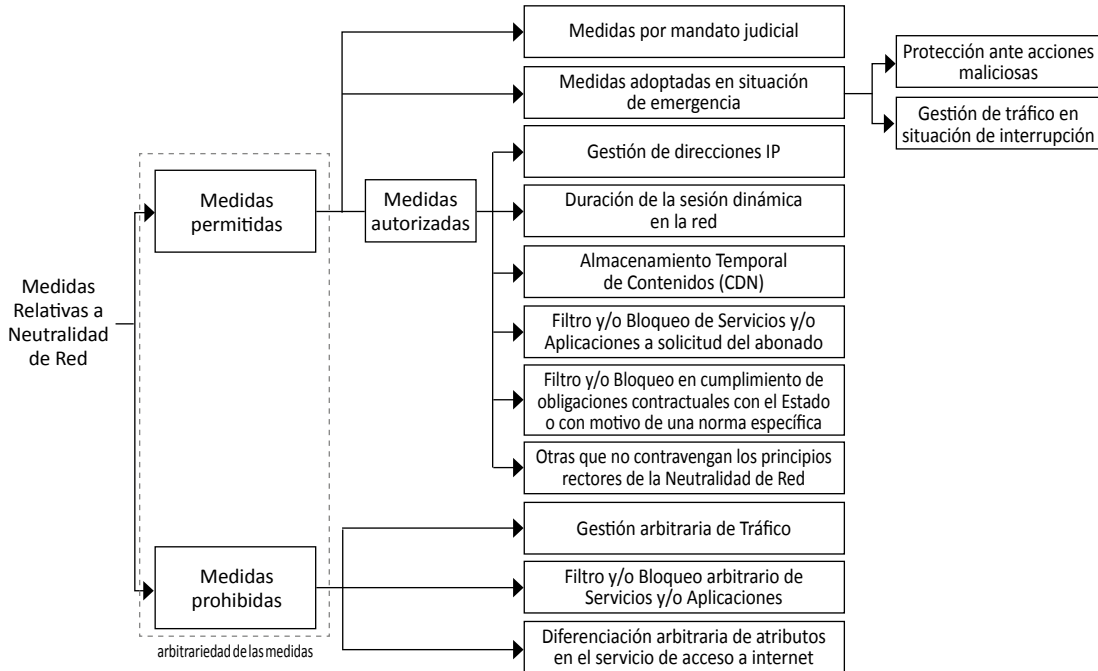 Medidas
Relativas a
Neutralidad
de Red
Medidas
permitidas
Medidas
prohibidas
arbitrariedad de las medidas
Medidas
autorizadas
Medidas por mandato judicial
Medidas adoptadas en situación
de emergencia
Protección ante acciones
maliciosas
Gestión de tráfico en
situación de interrupción
Gestión de direcciones IP
Duración de la sesión dinámica
en la red
Almacenamiento Temporal
de Contenidos (CDN)
Filtro y/o Bloqueo de Servicios y/o
Aplicaciones a solicitud del abonado
Filtro y/o Bloqueo en cumplimiento de
obligaciones contractuales con el Estado
o con motivo de una norma específica
Otras que no contravengan los principios
rectores de la Neutralidad de Red
Gestión arbitraria de Tráfico
Filtro y/o Bloqueo arbitrario de
Servicios y/o Aplicaciones
Diferenciación arbitraria de atributos
en el servicio de acceso a internet